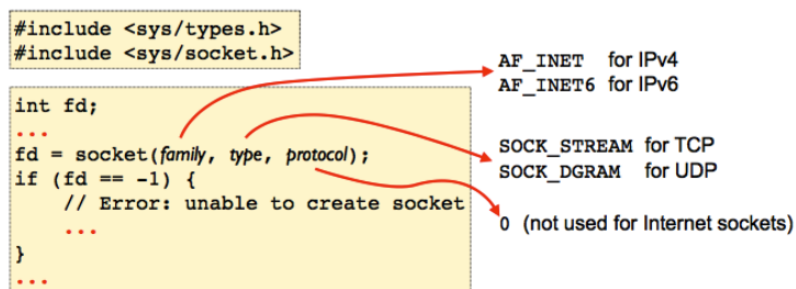 #include <sys/types.h>
#include <sys/socket.h>
int fd;
...
fd = socket(family, type, protocol);
if (fd == -1) {
// Error: unable to create socket
...
}
...
AF_INET for IPv4
AF_INET6 for IPv6
SOCK_STREAM for TCP
SOCK_DGRAM for UDP
0 (not used for Internet sockets)